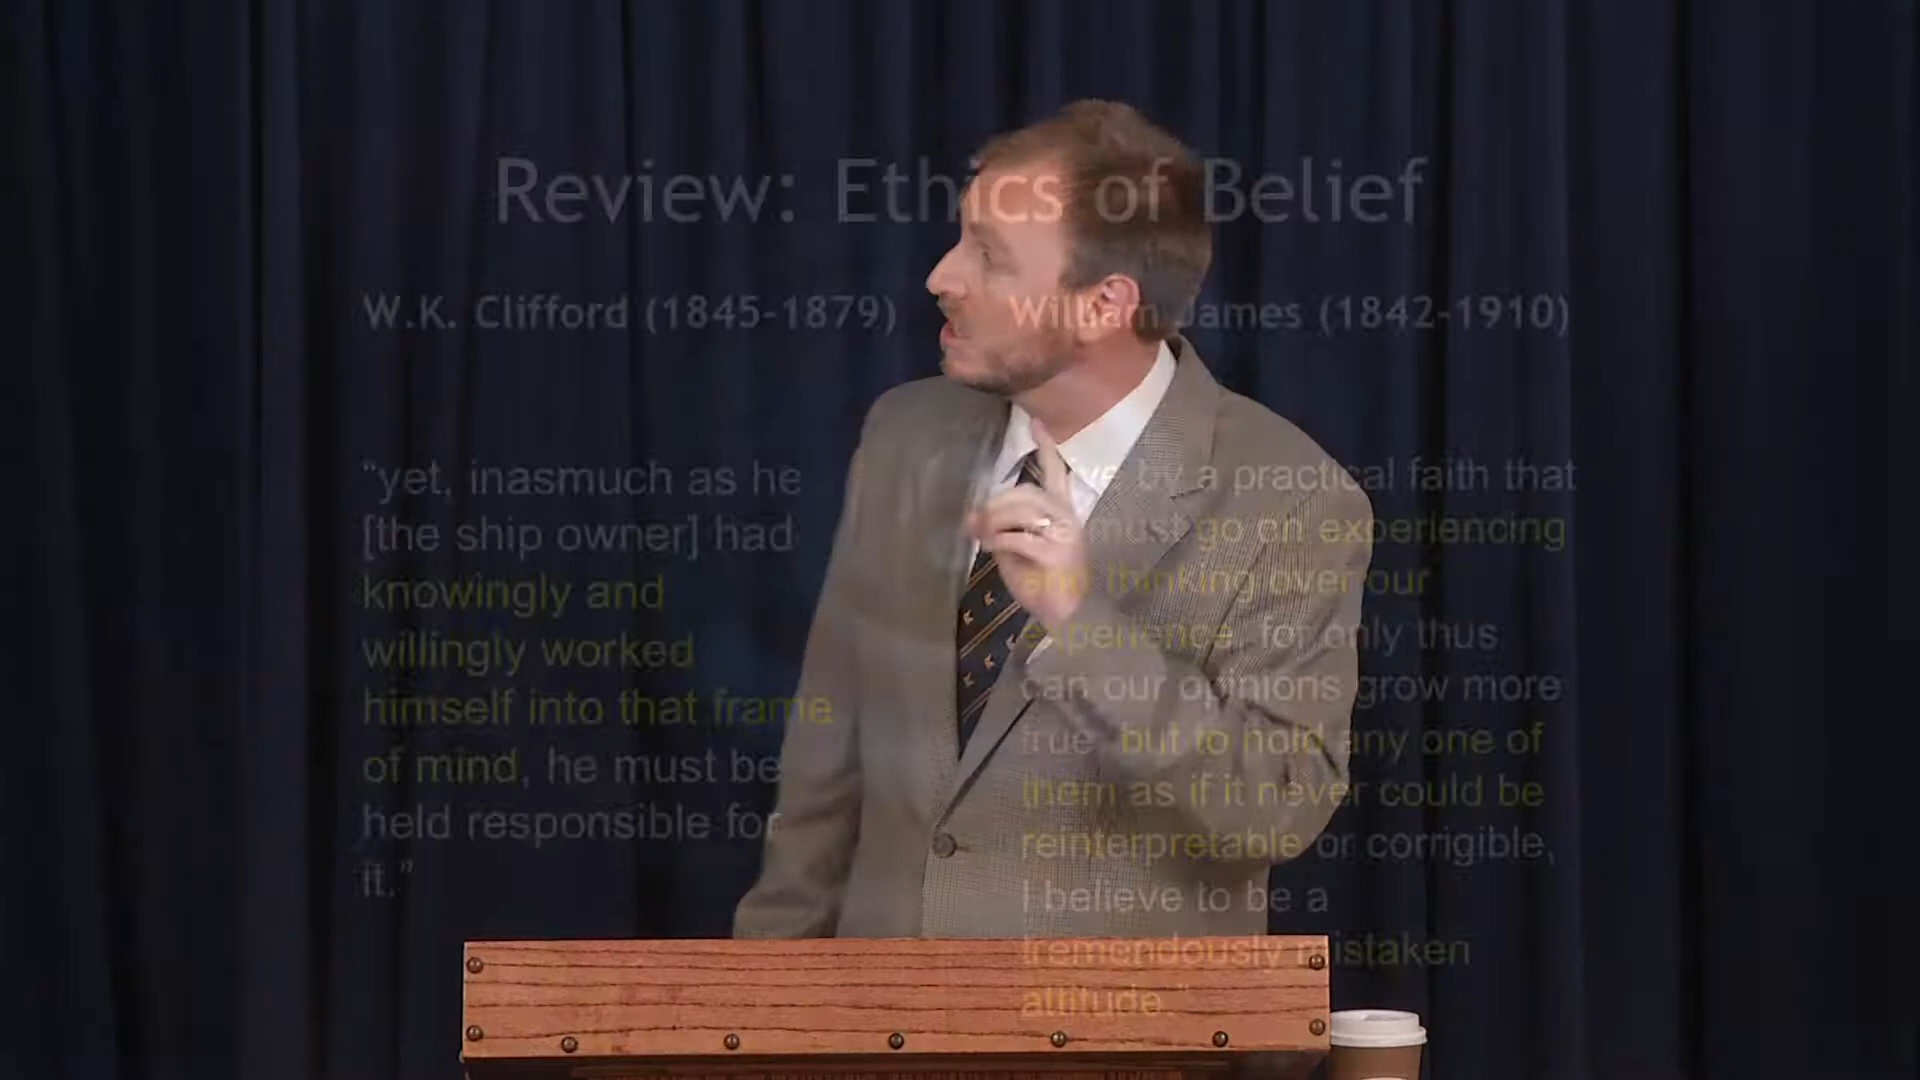 Review: Ethics of Belief
W.K. Clifford (1845-1879)
"yet, inasmuch as he
[the ship owner] had
knowingly and
willingly worked
himself into that frame
of mind, he must be
held responsible for
it."
William James (1842-1910)
by a practical faith that
must go on experiencing
and thinking over our
experience, for only thus
can our opinions grow more
true; but to hold any one of
them as if it never could be
reinterpretable or corrigible,
I believe to be a
tremendously mistaken
attitude."